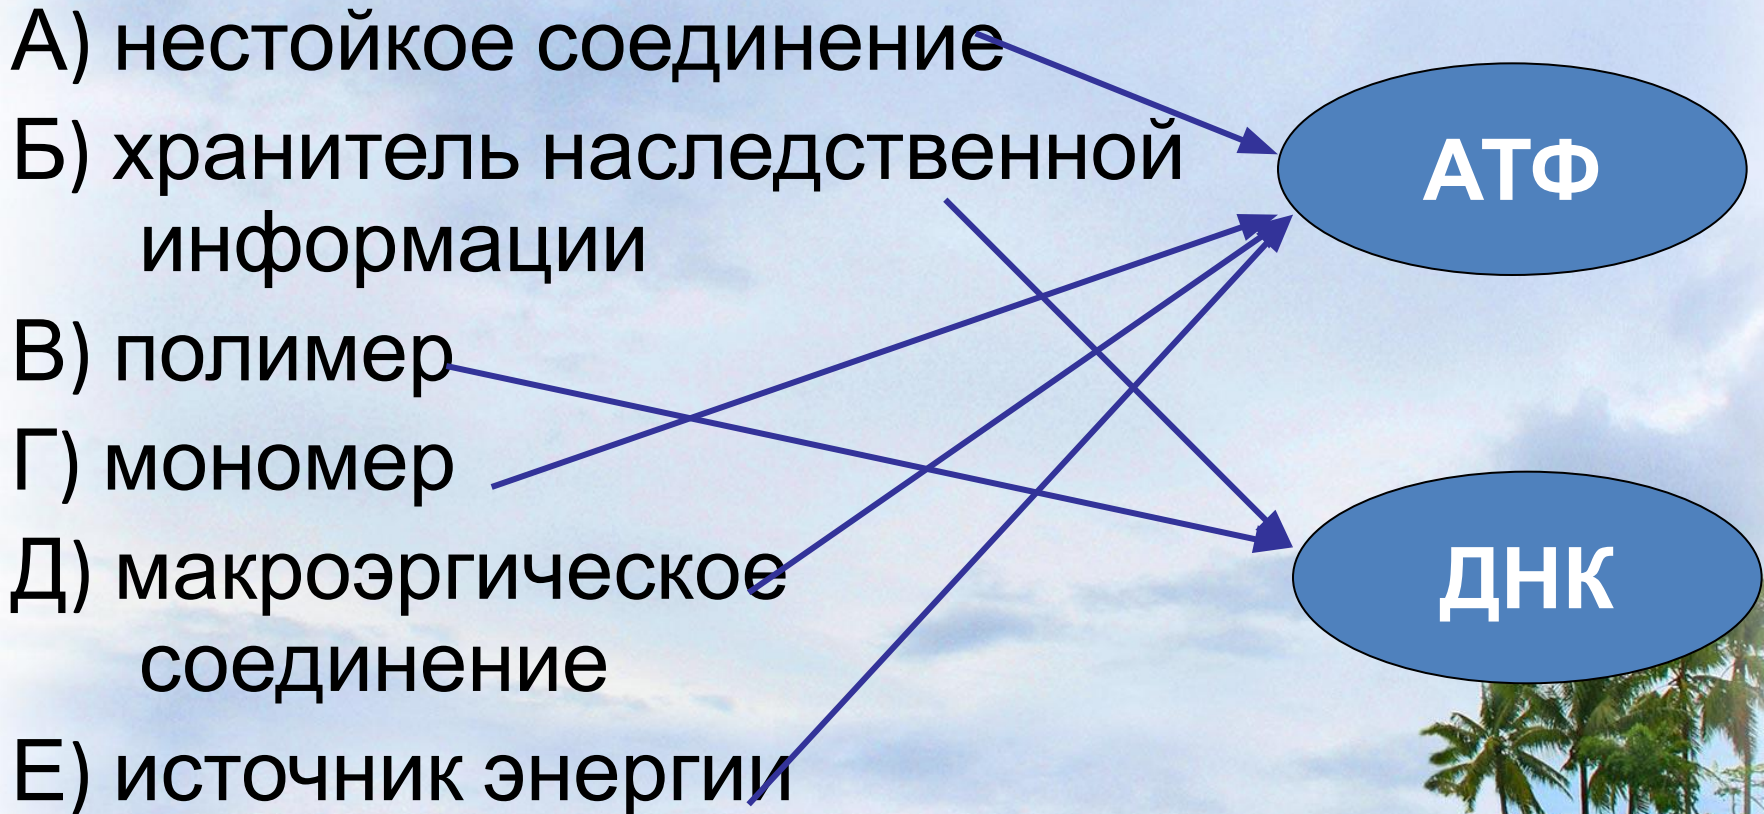 А) нестойкое соединение
Б) хранитель наследственной
информации
В) полимер
Г) мономер
Д) макроэргическое
соединение
Е) источник энергии
АТФ
ДНК